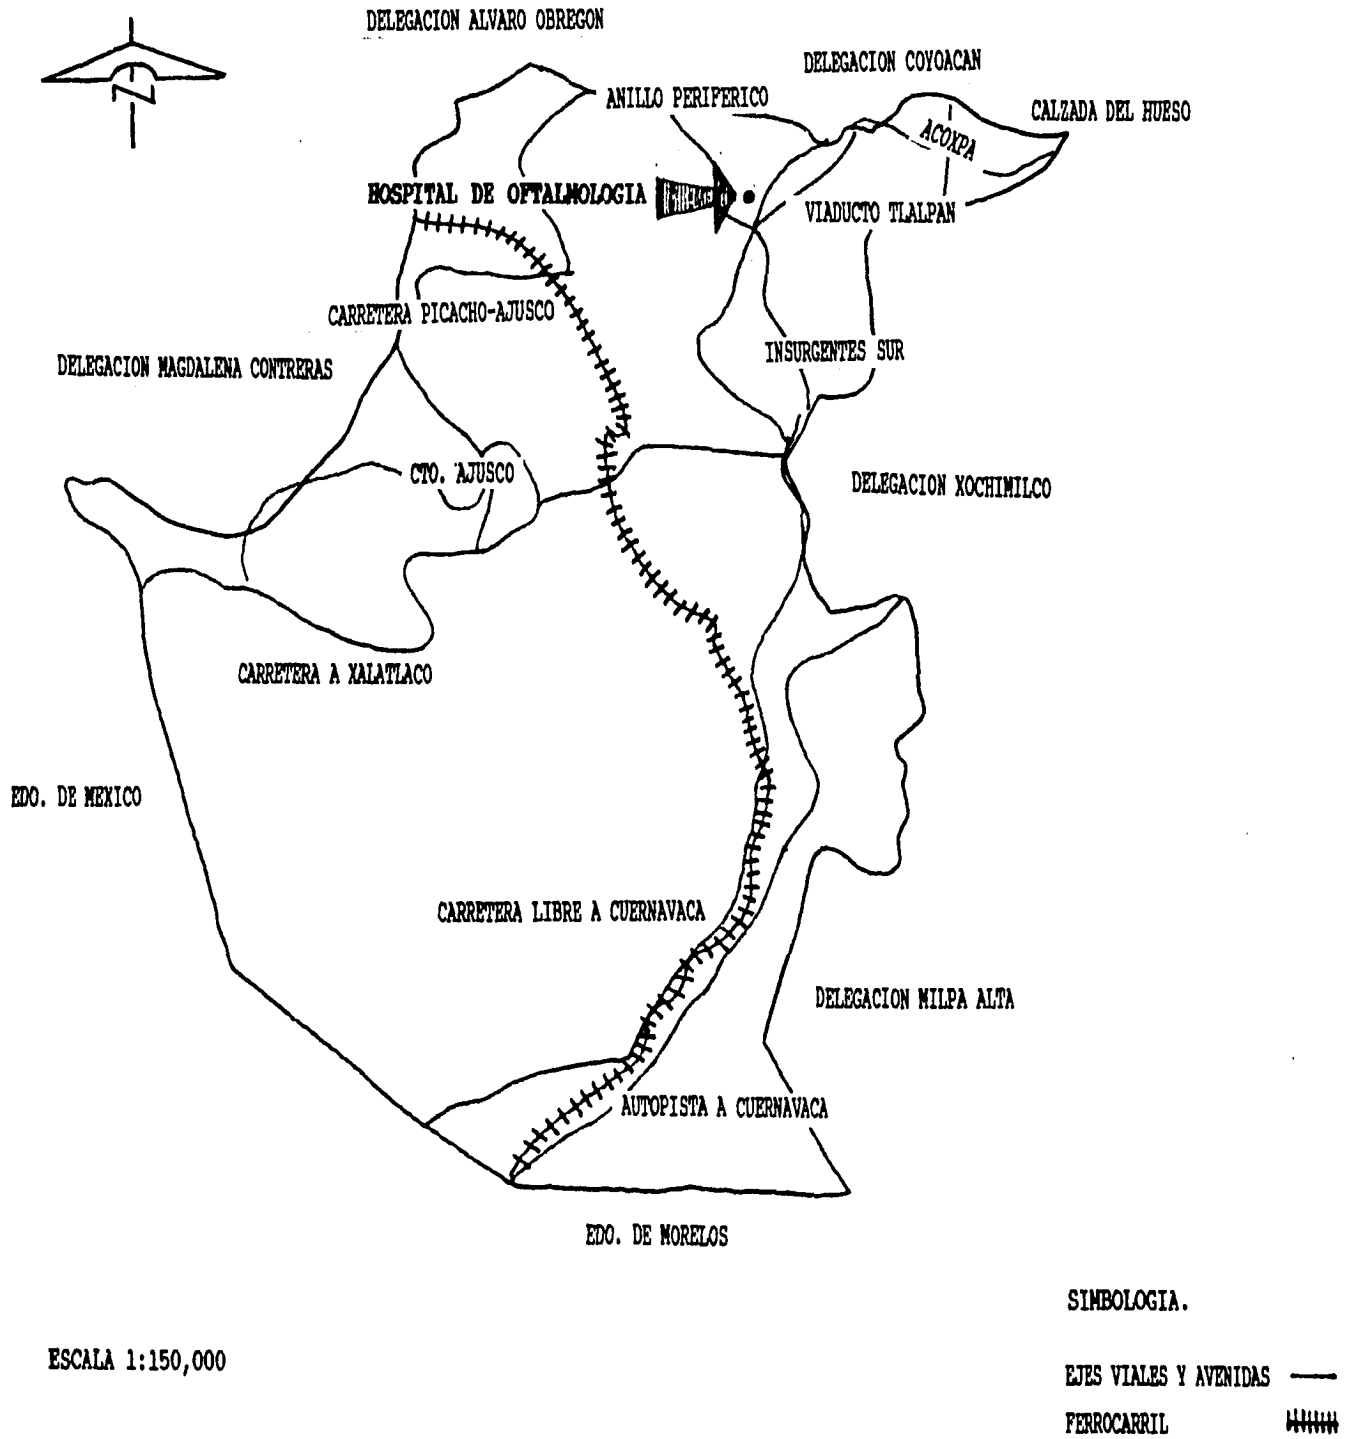 DELEGACION ALVARO OBREGON
DELEGACION COYOACAN
ANILLO PERIFERICO
CALZADA DEL HUESO
ACOXPA
N
HOSPITAL DE OFTALMOLOGIA
VIADUCTO TLALPAN
CARRETERA PICACHO-AJUSCO
INSURGENTES SUR
DELEGACION MAGDALENA CONTRERAS
CTO. AJUSCO
DELEGACION XOCHIMILCO
CARRETERA A XALATLACO
EDO. DE MEXICO
CARRETERA LIBRE A CUERNAVACA
DELEGACION MILPA ALTA
AUTOPISTA A CUERNAVACA
EDO. DE MORELOS
SIMBOLOGIA.
ESCALA 1:150,000
EJES VIALES Y AVENIDAS
FERROCARRIL